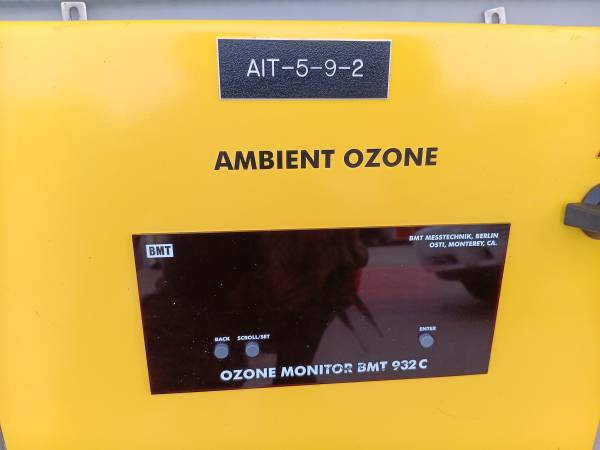 AIT-5-9-2
AMBIENT OZONE
BMT
BMT MESSTECHNIK, BERLIN
OSTI, MONTEREY, CA.
BACK
SCROLL/SET
ENTER
OZONE MONITOR BMT 932 C